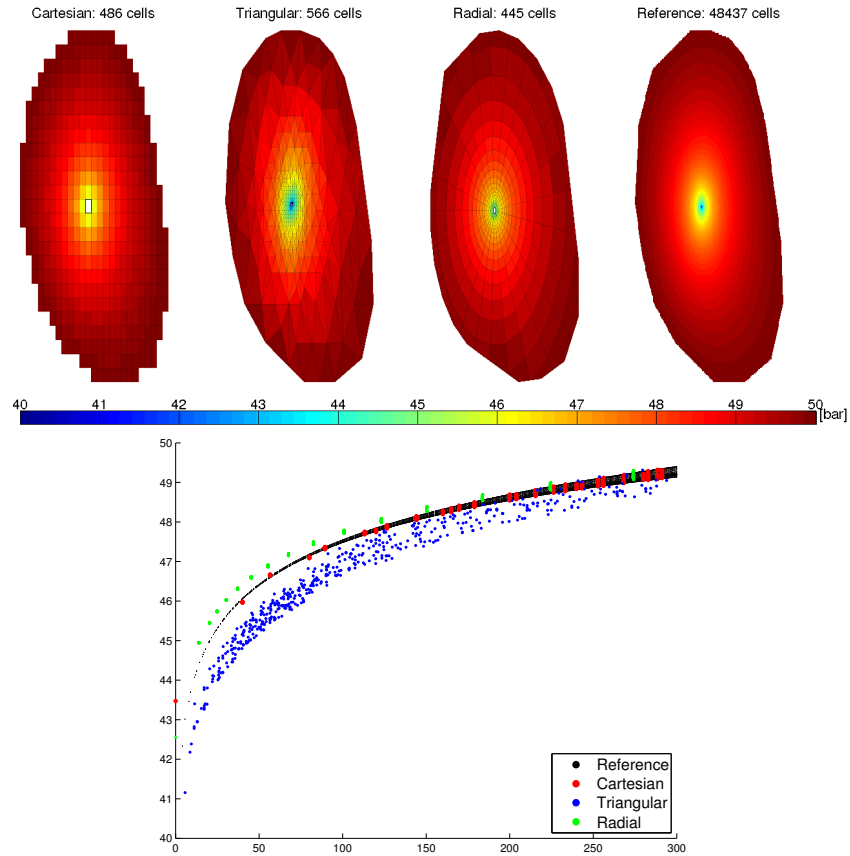 Cartesian: 486 cells Triangular: 566 cells Radial: 445 cells Reference: 48437 cells
40 41 42 43 44 45 46 47 48 49 50 [bar]
50
49
48
47
46
45
44
43
42
41
40
Reference
Cartesian
Triangular
Radial
0 50 100 150 200 250 300